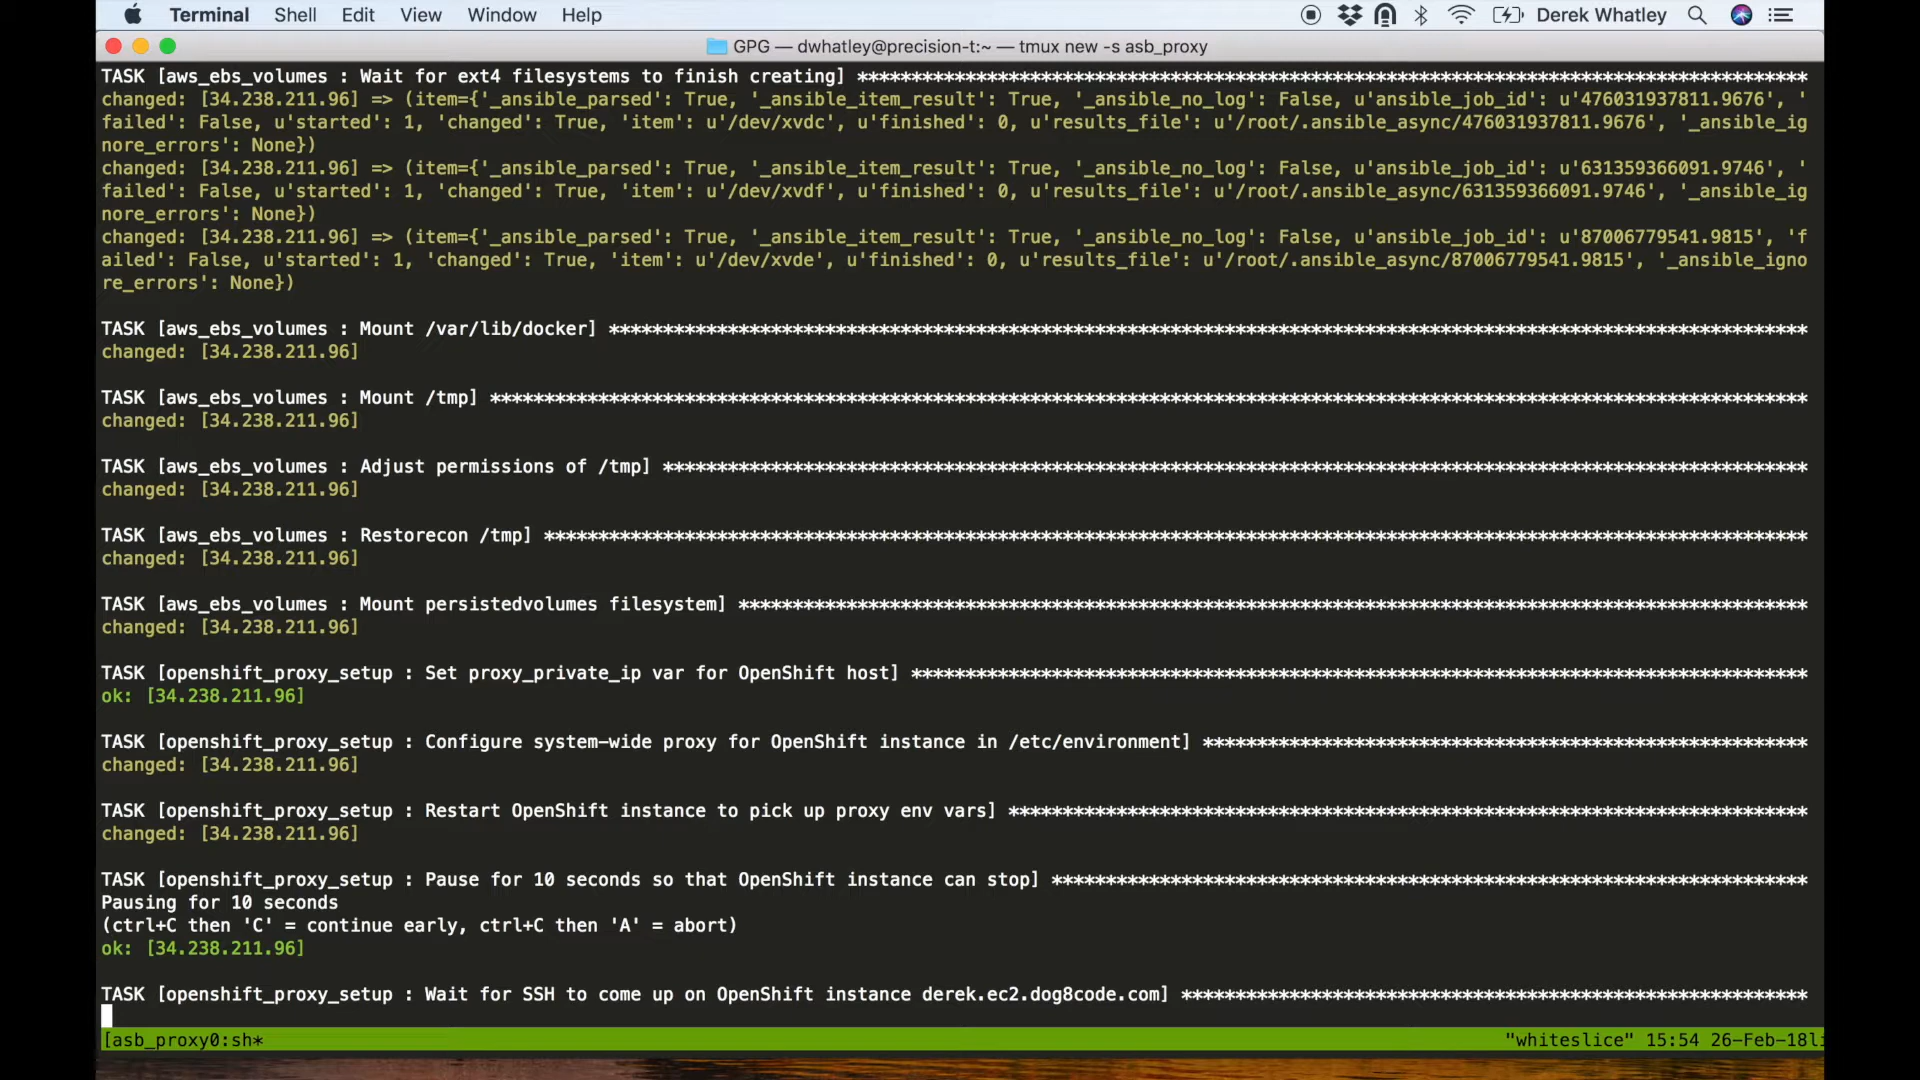 Terminal Shell Edit View Window Help Derek Whatley
GPG — dwhatley@precision-t:~ — tmux new -s asb_proxy
TASK [aws_ebs_volumes : Wait for ext4 filesystems to finish creating] ****************************************************************************************
changed: [34.238.211.96] => (item={'_ansible_parsed': True, '_ansible_item_result': True, '_ansible_no_log': False, u'ansible_job_id': u'476031937811.9676', '
failed': False, u'started': 1, 'changed': True, 'item': u'/dev/xvdc', u'finished': 0, u'results_file': u'/root/.ansible_async/476031937811.9676', '_ansible_ig
nore_errors': None})
changed: [34.238.211.96] => (item={'_ansible_parsed': True, '_ansible_item_result': True, '_ansible_no_log': False, u'ansible_job_id': u'631359366091.9746', '
failed': False, u'started': 1, 'changed': True, 'item': u'/dev/xvdf', u'finished': 0, u'results_file': u'/root/.ansible_async/631359366091.9746', '_ansible_ig
nore_errors': None})
changed: [34.238.211.96] => (item={'_ansible_parsed': True, '_ansible_item_result': True, '_ansible_no_log': False, u'ansible_job_id': u'87006779541.9815', 'f
ailed': False, u'started': 1, 'changed': True, 'item': u'/dev/xvde', u'finished': 0, u'results_file': u'/root/.ansible_async/87006779541.9815', '_ansible_igno
re_errors': None})
TASK [aws_ebs_volumes : Mount /var/lib/docker] ***************************************************************************************************************
changed: [34.238.211.96]
TASK [aws_ebs_volumes : Mount /tmp] **************************************************************************************************************************
changed: [34.238.211.96]
TASK [aws_ebs_volumes : Adjust permissions of /tmp] **********************************************************************************************************
changed: [34.238.211.96]
TASK [aws_ebs_volumes : Restorecon /tmp] *********************************************************************************************************************
changed: [34.238.211.96]
TASK [aws_ebs_volumes : Mount persistedvolumes filesystem] ***************************************************************************************************
changed: [34.238.211.96]
TASK [openshift_proxy_setup : Set proxy_private_ip var for OpenShift host] ***********************************************************************************
ok: [34.238.211.96]
TASK [openshift_proxy_setup : Configure system-wide proxy for OpenShift instance in /etc/environment] ********************************************************
changed: [34.238.211.96]
TASK [openshift_proxy_setup : Restart OpenShift instance to pick up proxy env vars] **************************************************************************
changed: [34.238.211.96]
TASK [openshift_proxy_setup : Pause for 10 seconds so that OpenShift instance can stop] **********************************************************************
Pausing for 10 seconds
(ctrl+C then 'C' = continue early, ctrl+C then 'A' = abort)
ok: [34.238.211.96]
TASK [openshift_proxy_setup : Wait for SSH to come up on OpenShift instance derek.ec2.dog8code.com] **********************************************************
[asb_proxy0:sh* "whiteslice" 15:54 26-Feb-18li